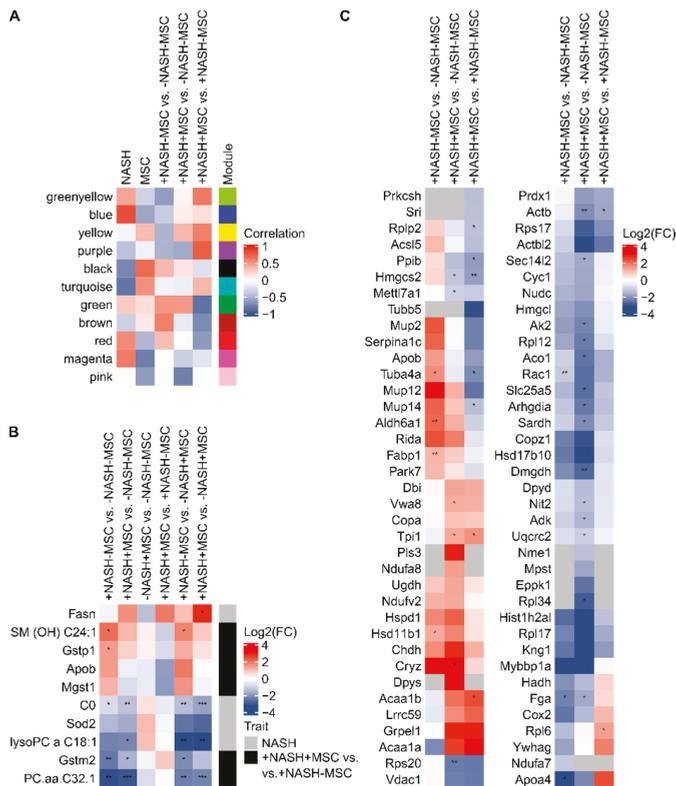 A
NASH
MSC
+NASH-MSC vs. -NASH-MSC
+NASH+MSC vs. -NASH-MSC
+NASH+MSC vs. +NASH-MSC
Module
greenyellow
blue
yellow
purple
black
turquoise
green
brown
red
magenta
pink
Correlation
1
0.5
0
−0.5
−1
B
+NASH-MSC vs. -NASH-MSC
+NASH+MSC vs. -NASH-MSC
-NASH+MSC vs. -NASH-MSC
+NASH+MSC vs. +NASH-MSC
+NASH-MSC vs. -NASH+MSC
+NASH+MSC vs. -NASH+MSC
Fasn
SM (OH) C24:1
Gstp1
Apob
Mgst1
C0
Sod2
lysoPC a C18:1
Gstm2
PC.aa.C32.1
Log2(FC)
4
2
0
−2
−4
Trait
NASH
+NASH+MSC vs.
vs.+NASH-MSC
C
+NASH-MSC vs. -NASH-MSC
+NASH+MSC vs. -NASH-MSC
+NASH+MSC vs. +NASH-MSC
Prkcsh
Sri
Rplp2
Acsl5
Ppib
Hmgcs2
Mettl7a1
Tubb5
Mup2
Serpina1c
Apob
Tuba4a
Mup12
Mup14
Aldh6a1
Rida
Fabp1
Park7
Dbi
Vwa8
Copa
Tpi1
Pls3
Ndufa8
Ugdh
Ndufv2
Hspd1
Hsd11b1
Chdh
Cryz
Dpys
Acaa1b
Lrrc59
Grpel1
Acaa1a
Rps20
Vdac1
+NASH-MSC vs. -NASH-MSC
+NASH+MSC vs. -NASH-MSC
+NASH+MSC vs. +NASH-MSC
Prdx1
Actb
Rps17
Actbl2
Sec14l2
Cyc1
Nudc
Hmgcl
Ak2
Rpl12
Aco1
Rac1
Slc25a5
Arhgdia
Sardh
Copz1
Hsd17b10
Dmgdh
Dpyd
Nit2
Adk
Uqcrc2
Nme1
Mpst
Eppk1
Rpl34
Hist1h2al
Rpl17
Kng1
Mybbp1a
Hadh
Fga
Cox2
Rpl6
Ywhag
Ndufa7
Apoa4
Log2(FC)
4
2
0
−2
−4